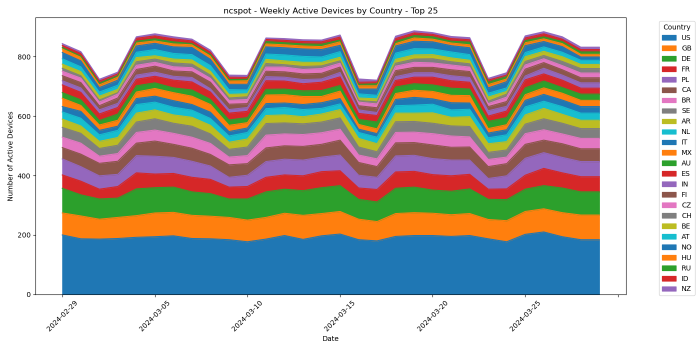 ncspot - Weekly Active Devices by Country - Top 25
Number of Active Devices
800
600
400
200
0
2024-02-29
2024-03-05
2024-03-10
2024-03-15
2024-03-20
2024-03-25
Date
Country
US
GB
DE
FR
PL
CA
BR
SE
AR
NL
IT
MX
AU
ES
IN
FI
CZ
CH
BE
AT
NO
HU
RU
ID
NZ